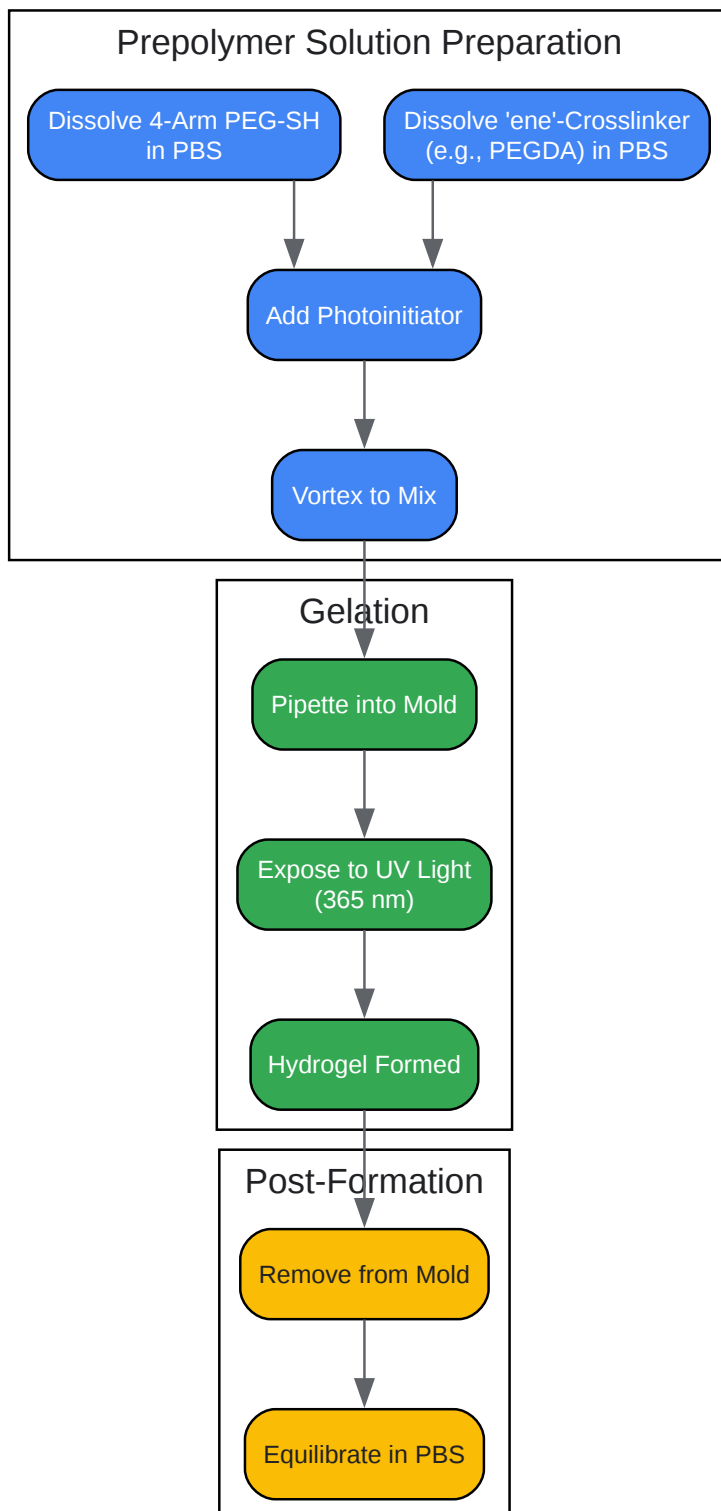 Prepolymer Solution Preparation
Dissolve 4-Arm PEG-SH
in PBS
Dissolve 'ene'-Crosslinker
(e.g., PEGDA) in PBS
Add Photoinitiator
Vortex to Mix
Gelation
Pipette into Mold
Expose to UV Light
(365 nm)
Hydrogel Formed
Post-Formation
Remove from Mold
Equilibrate in PBS